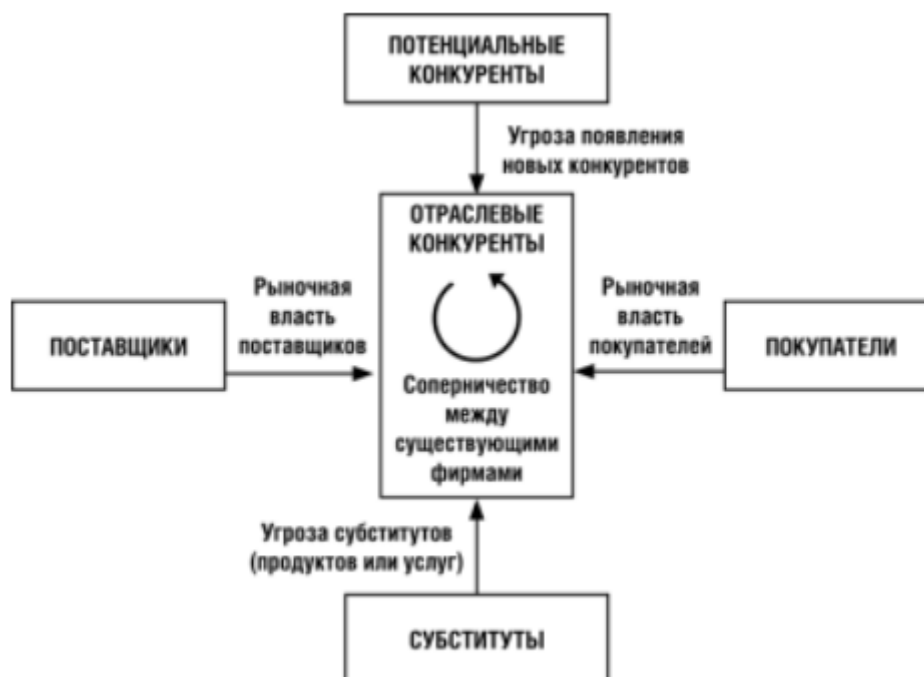 ПОТЕНЦИАЛЬНЫЕ
КОНКУРЕНТЫ
Угроза появления
новых конкурентов
ОТРАСЛЕВЫЕ
КОНКУРЕНТЫ
Рыночная
власть
поставщиков
Рыночная
власть
покупателей
ПОСТАВЩИКИ
ПОКУПАТЕЛИ
Соперничество
между
существующими
фирмами
Угроза субститутов
(продуктов или услуг)
СУБСТИТУТЫ